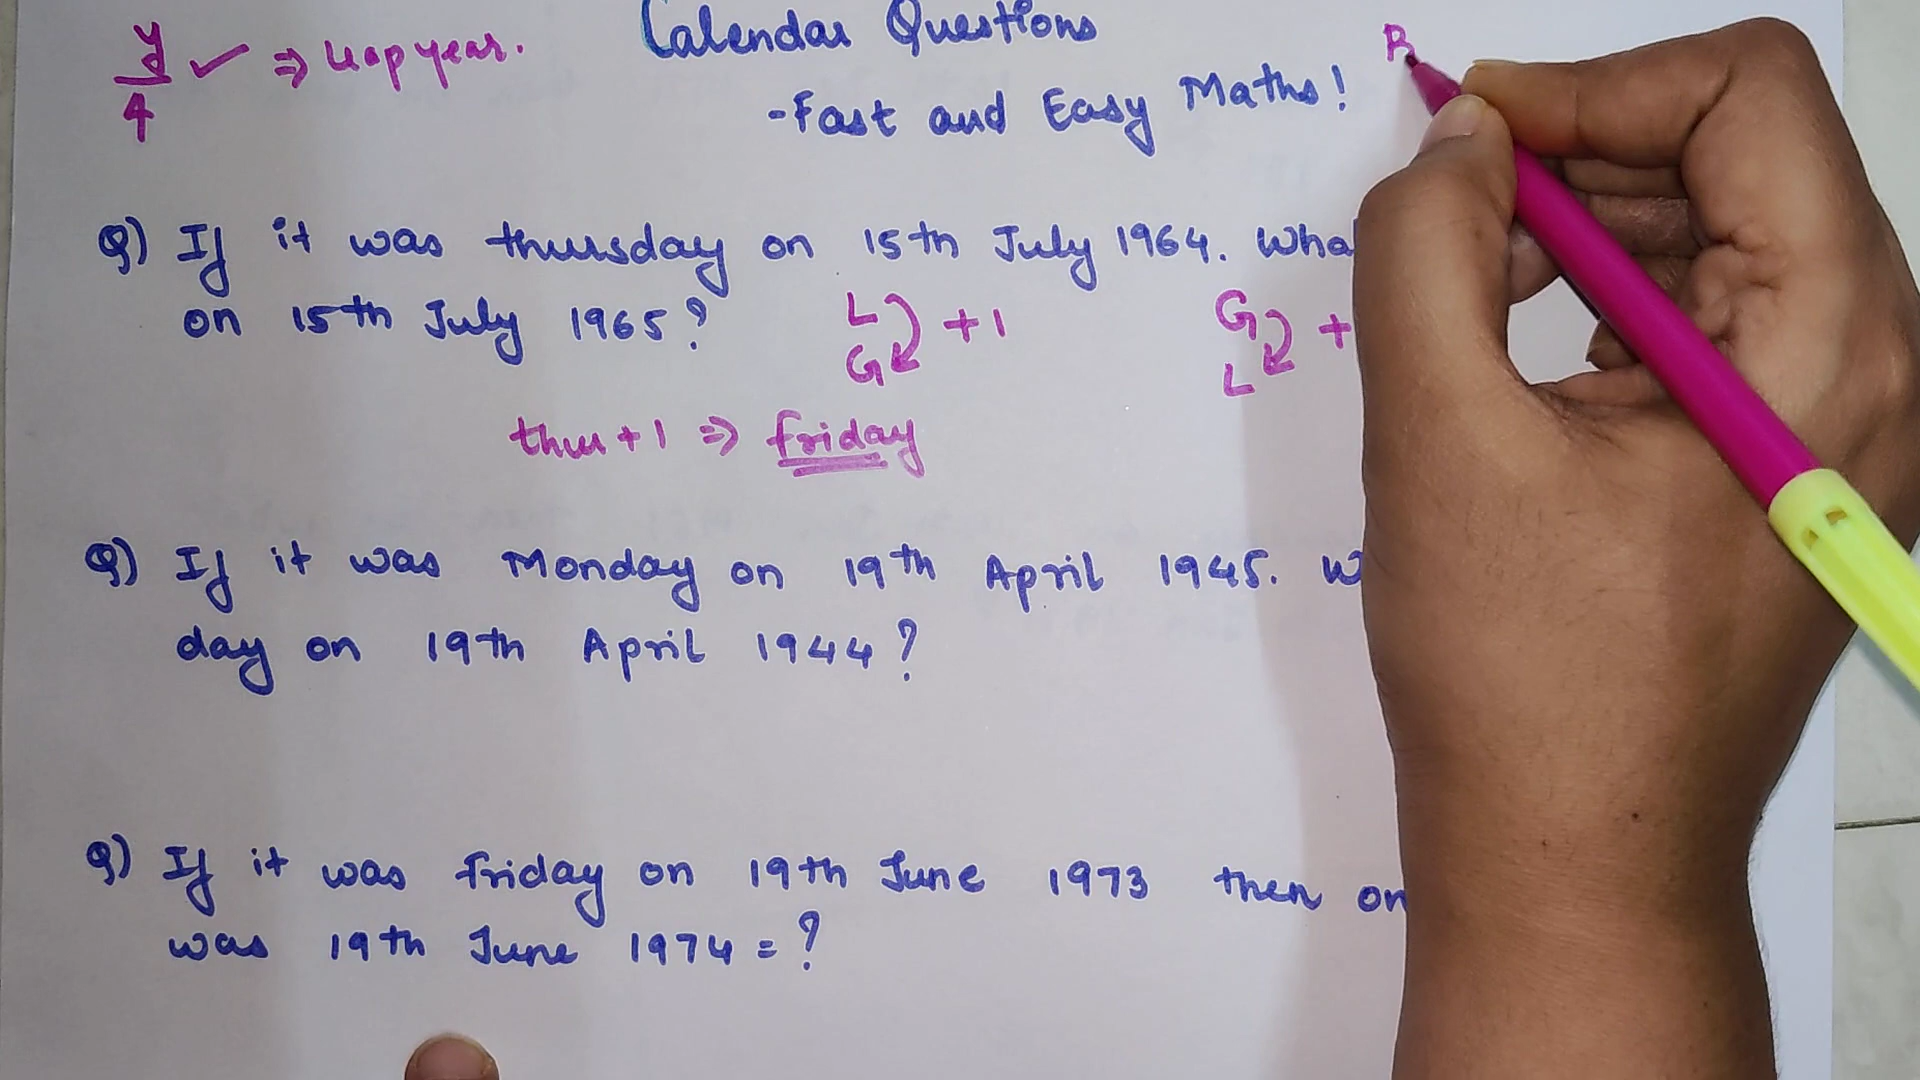 y/4 ✓ ⇒ Leap year.
Calendar Questions
- Fast and Easy Maths!
Q) If it was thursday on 15th July 1964. Wha
on 15th July 1965?
L G +1
G L +
thur + 1 ⇒ friday
Q) If it was Monday on 19th April 1945. W
day on 19th April 1944?
Q) If it was friday on 19th June 1973 then on
was 19th June 1974 = ?